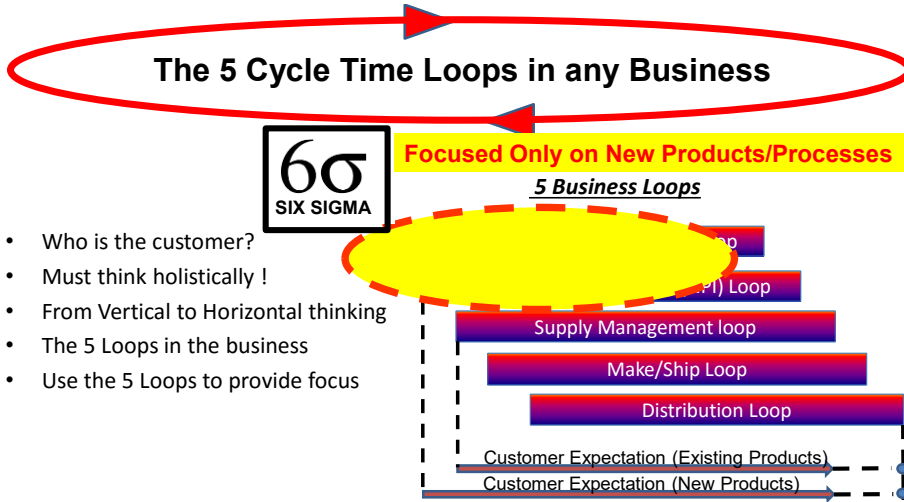 The 5 Cycle Time Loops in any Business
6σ
SIX SIGMA
Focused Only on New Products/Processes
5 Business Loops
• Who is the customer?
• Must think holistically !
• From Vertical to Horizontal thinking
• The 5 Loops in the business
• Use the 5 Loops to provide focus
Loop
Supply Management loop
Make/Ship Loop
Distribution Loop
Customer Expectation (Existing Products)
Customer Expectation (New Products)